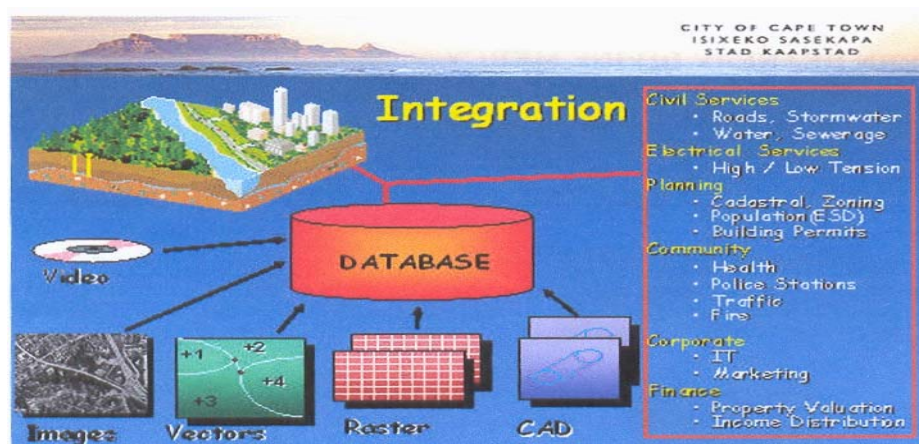 CITY OF CAPE TOWN
ISIXEKO SASEKAPA
STAD KAAPSTAD
Integration
Civil Services
• Roads, Stormwater
• Water, Sewerage
Electrical Services
• High / Low Tension
Planning
• Cadastral, Zoning
• Population(ESD)
• Building Permits
Community
• Health
• Police Stations
• Traffic
• Fire
Corporate
• IT
• Marketing
Finance
• Property Valuation
• Income Distribution
DATABASE
Video
+1
+2
+4
+3
Images
Vectors
Raster
CAD